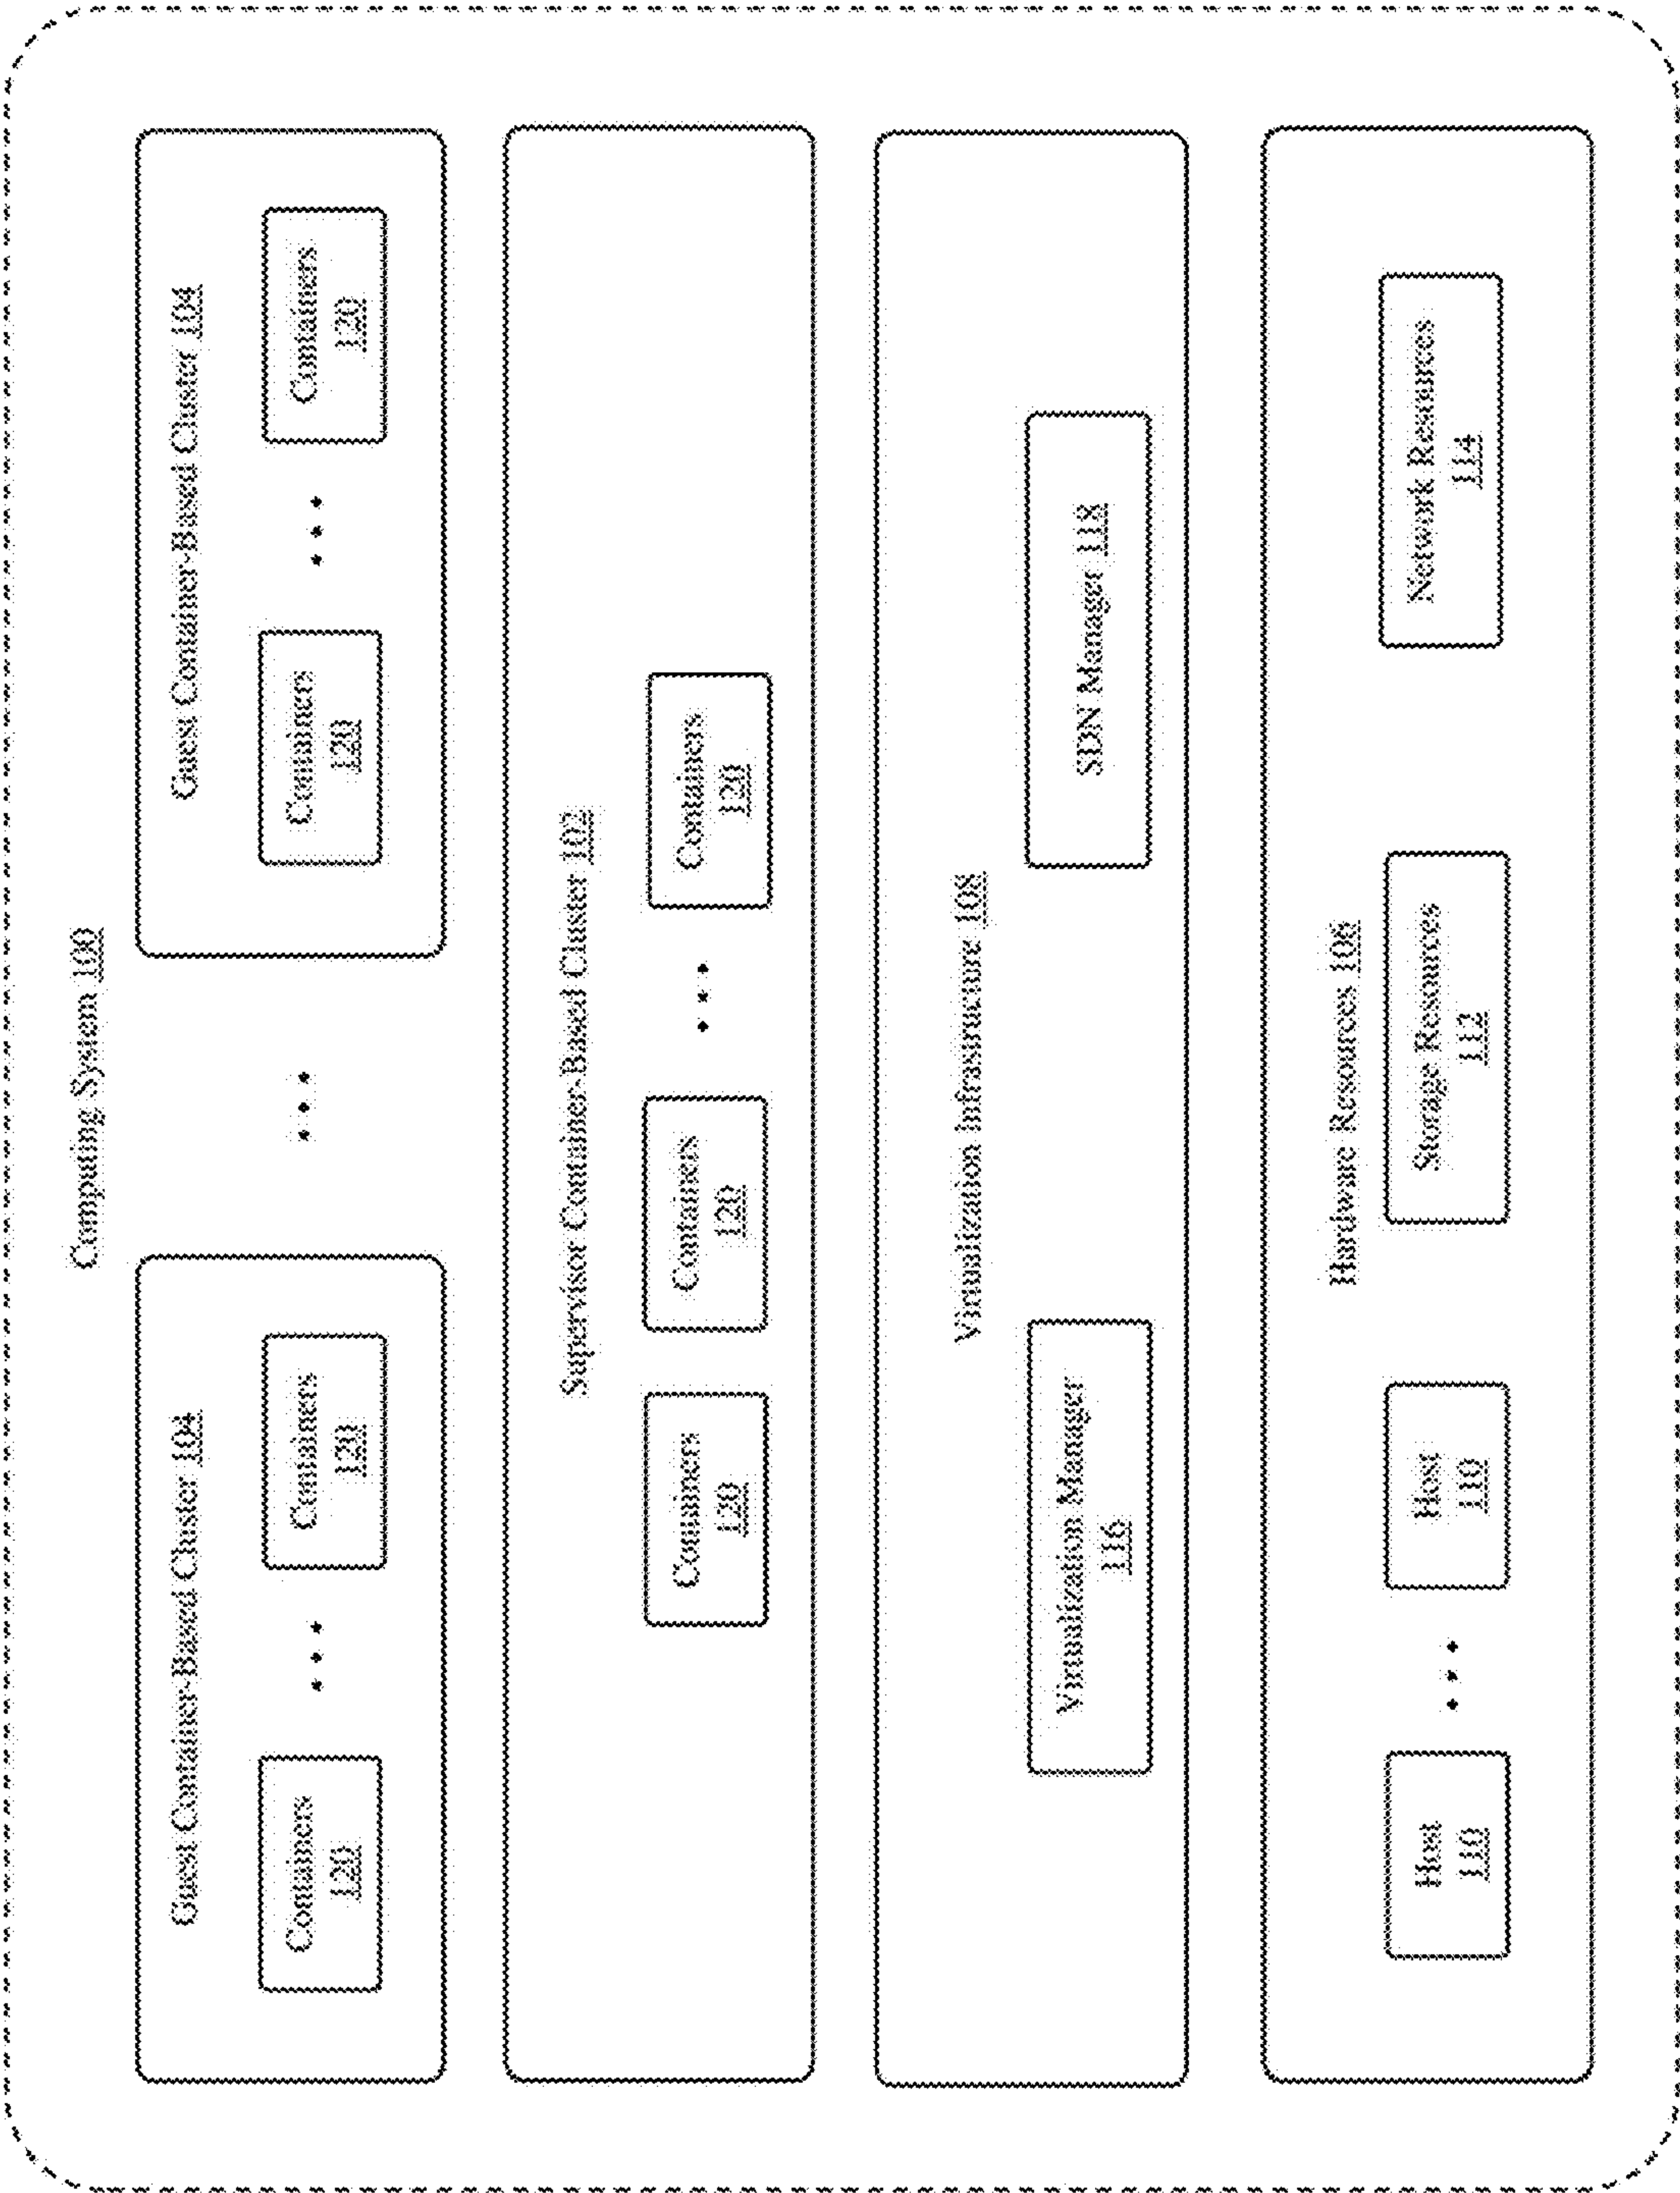 Computing System 100
Guest Container-Based Cluster 104
Containers
120
Containers
120
Guest Container-Based Cluster 104
Containers
120
Containers
120
Supervisor Container-Based Cluster 102
Containers
120
Containers
120
Containers
120
Virtualization Infrastructure 108
Virtualization Manager
116
SDN Manager 118
Hardware Resources 106
Host
110
Host
110
Storage Resources
112
Network Resources
114